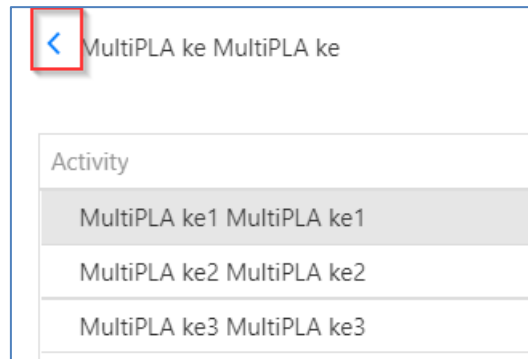 MultiPLA ke MultiPLA ke
Activity
MultiPLA ke1 MultiPLA ke1
MultiPLA ke2 MultiPLA ke2
MultiPLA ke3 MultiPLA ke3